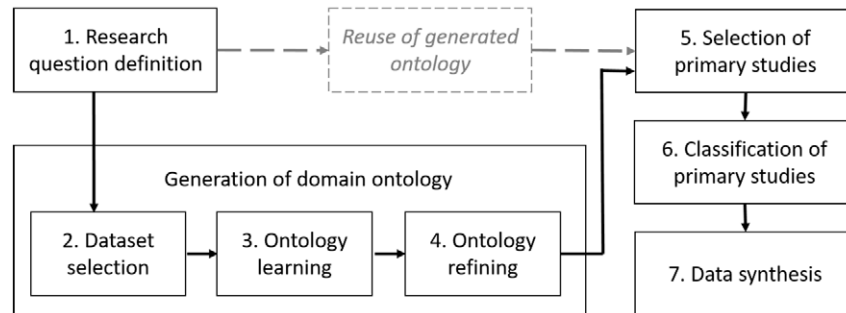 1. Research
question definition
Reuse of generated
ontology
5. Selection of
primary studies
6. Classification of
primary studies
Generation of domain ontology
2. Dataset
selection
3. Ontology
learning
4. Ontology
refining
7. Data synthesis